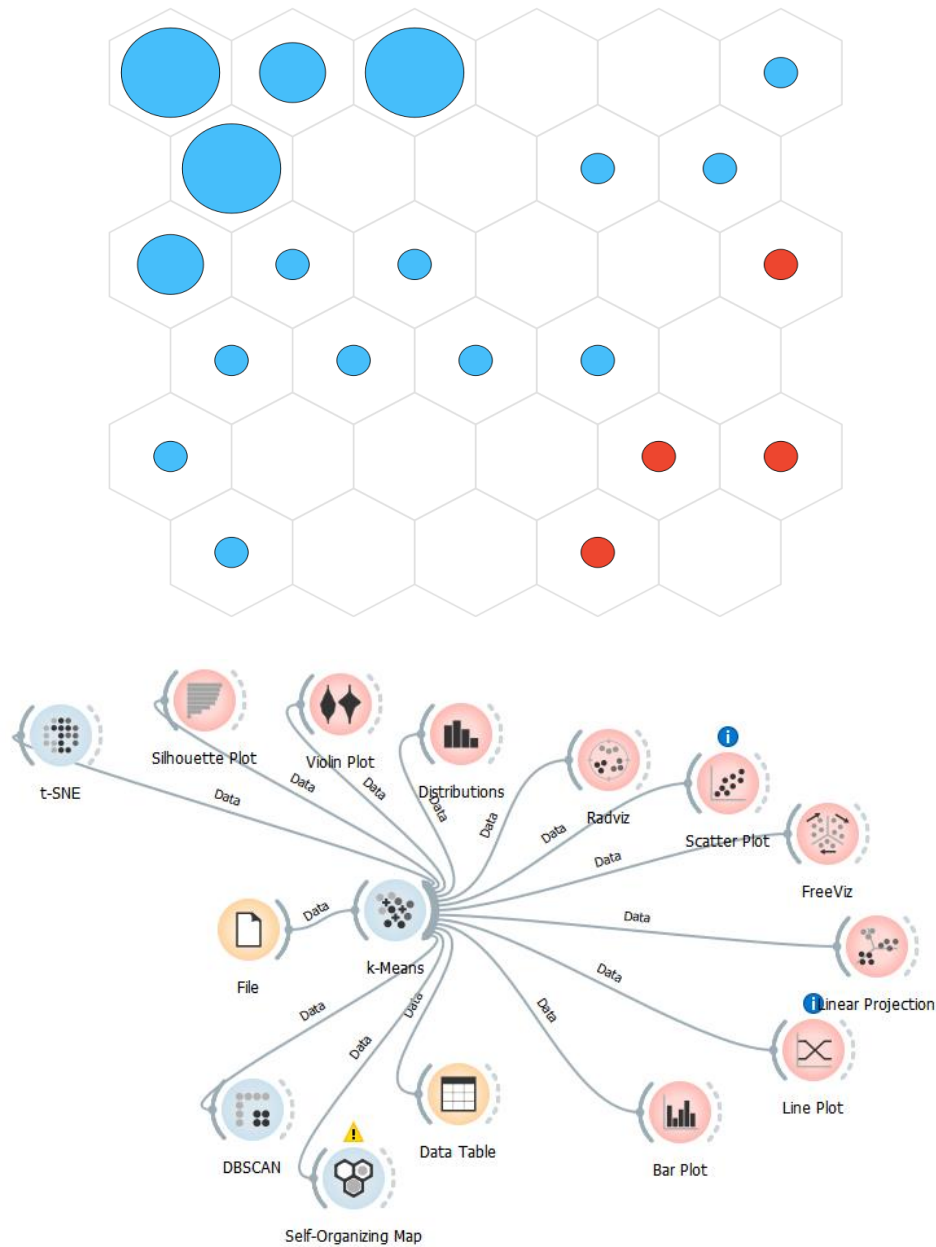 Silhouette Plot
Violin Plot
t-SNE
Distributions
Radviz
Scatter Plot
FreeViz
Data
Data
Data
Data
Data
Data
Data
Data
File
k-Means
Data
Linear Projection
Data
Data
Data
Data
Data
Line Plot
DBSCAN
Data Table
Bar Plot
Self-Organizing Map